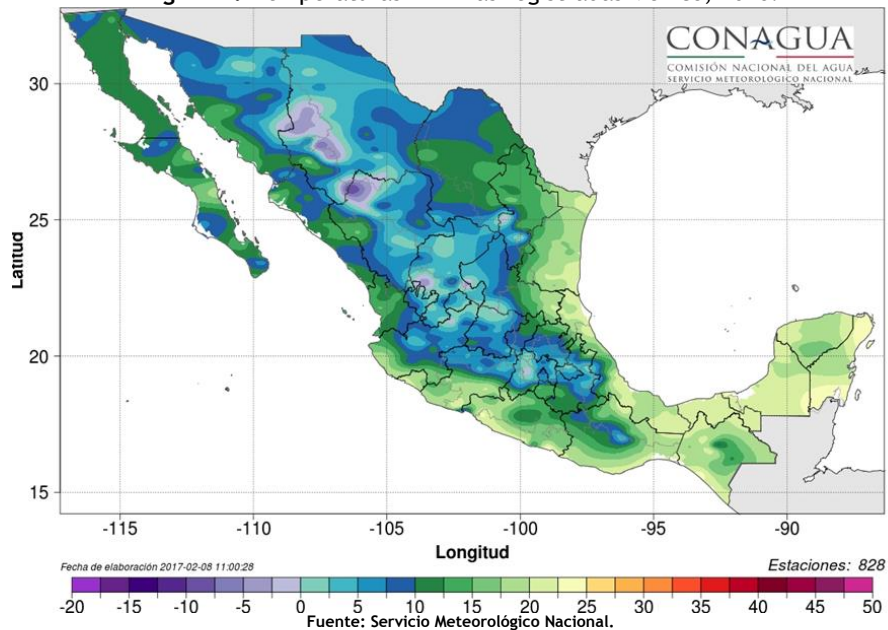 CONAGUA
COMISIÓN NACIONAL DEL AGUA
SERVICIO METEOROLÓGICO NACIONAL
30
25
20
15
Latitud
-115 -110 -105 -100 -95 -90
Longitud
Fecha de elaboración 2017-02-08 11:00:28
Estaciones: 828
-20 -15 -10 -5 0 5 10 15 20 25 30 35 40 45 50
Fuente: Servicio Meteorológico Nacional.